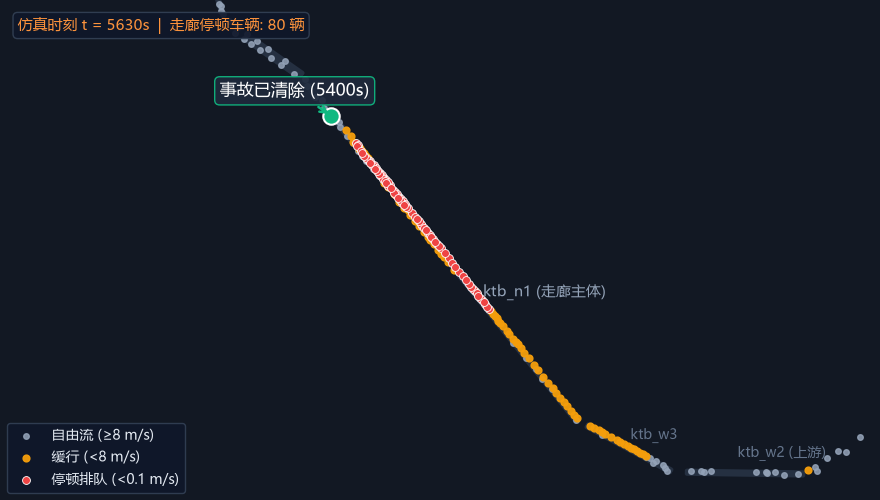 仿真时刻 t = 5630s | 走廊停顿车辆: 80 辆
事故已清除 (5400s)
ktb_n1 (走廊主体)
ktb_w3
ktb_w2 (上游)
自由流 (≥8 m/s)
缓行 (<8 m/s)
停顿排队 (<0.1 m/s)